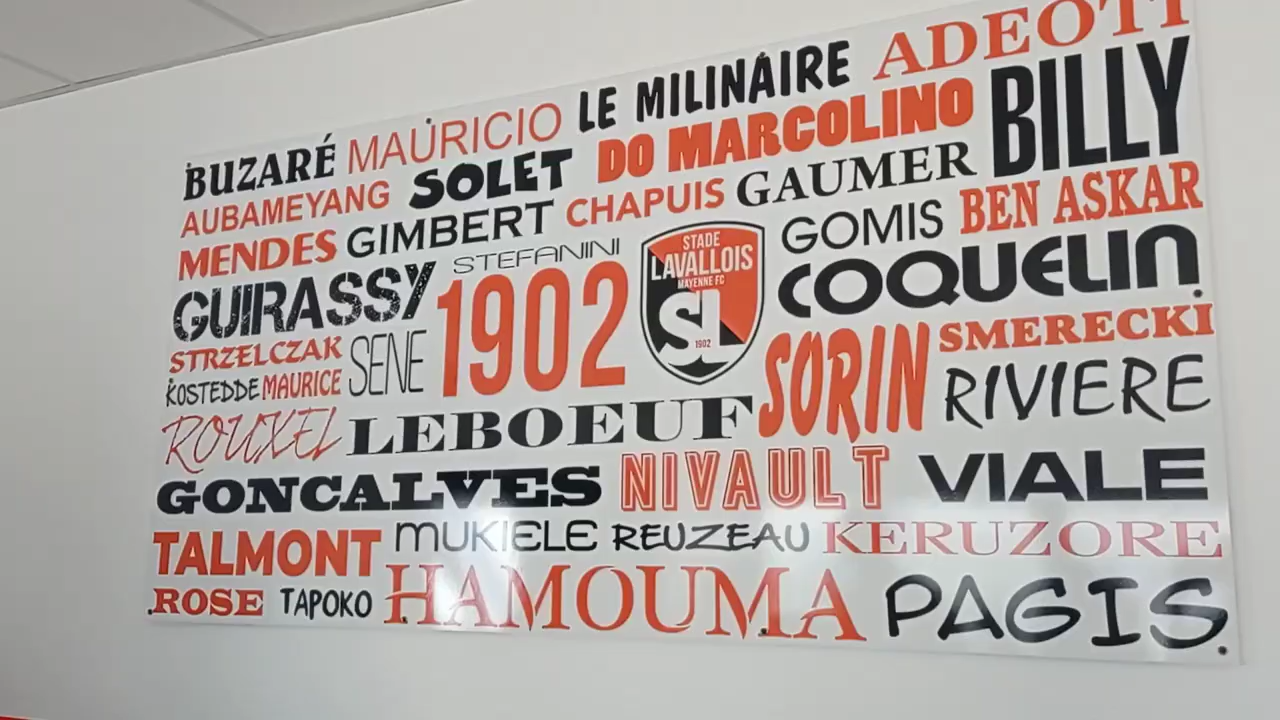 BUZARÉ MAURICIO LE MILINAIRE ADEOTI
AUBAMEYANG SOLET DO MARCOLINO BILLY
MENDES GIMBERT CHAPUIS GAUMER
GUIRASSY STEFANINI GOMIS BEN ASKAR
1902
STADE
LAVALLOIS
MAYENNE FC
SL
1902
COQUELIN
STRZELCZAK SENE SORIN SMERECKI
KOSTEDDE MAURICE RIVIERE
ROUXEL LEBOEUF
GONCALVES NIVAULT VIALE
TALMONT MUKIELE REUZEAU KERUZORE
ROSE TAPOKO HAMOUMA PAGIS